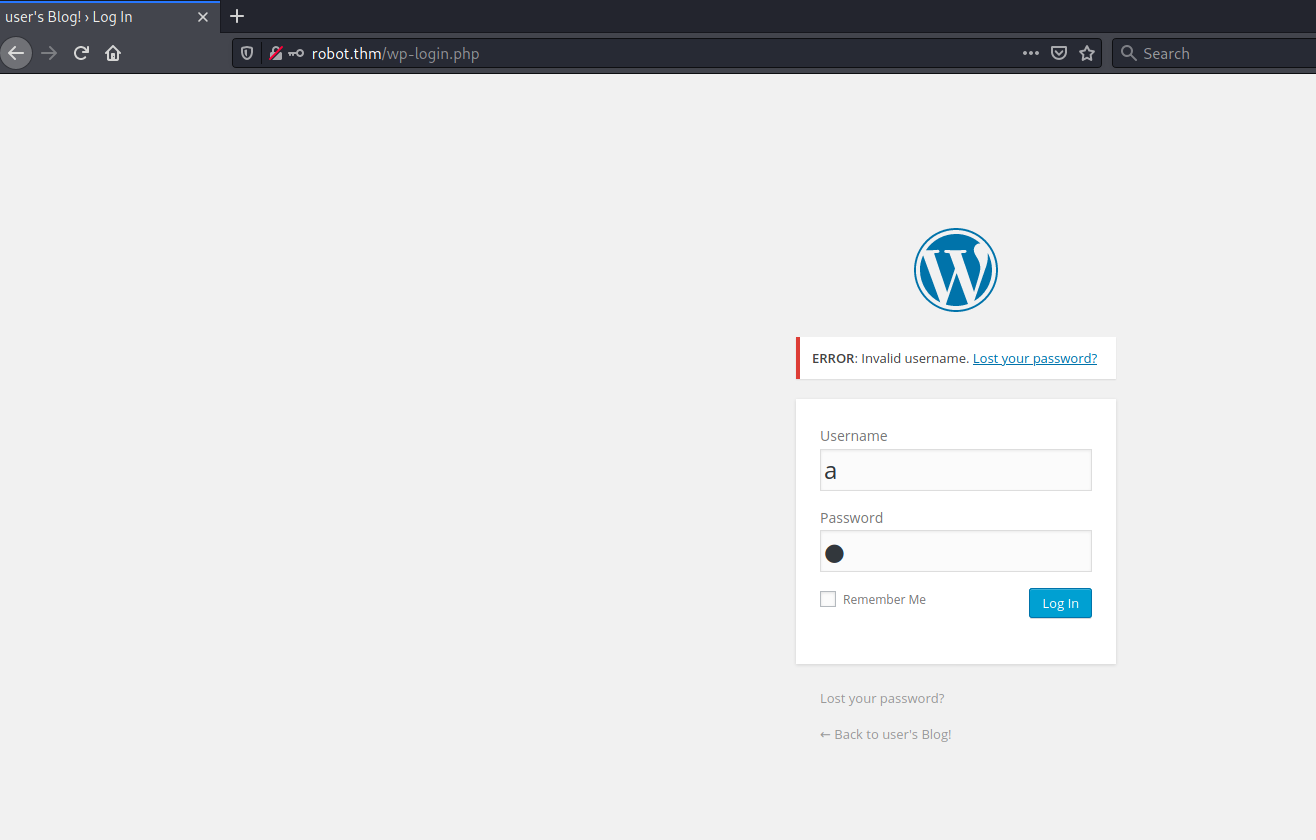 user's Blog! › Log In
robot.thm/wp-login.php
Search
ERROR: Invalid username. Lost your password?
Username
a
Password
Remember Me
Log In
Lost your password?
← Back to user's Blog!